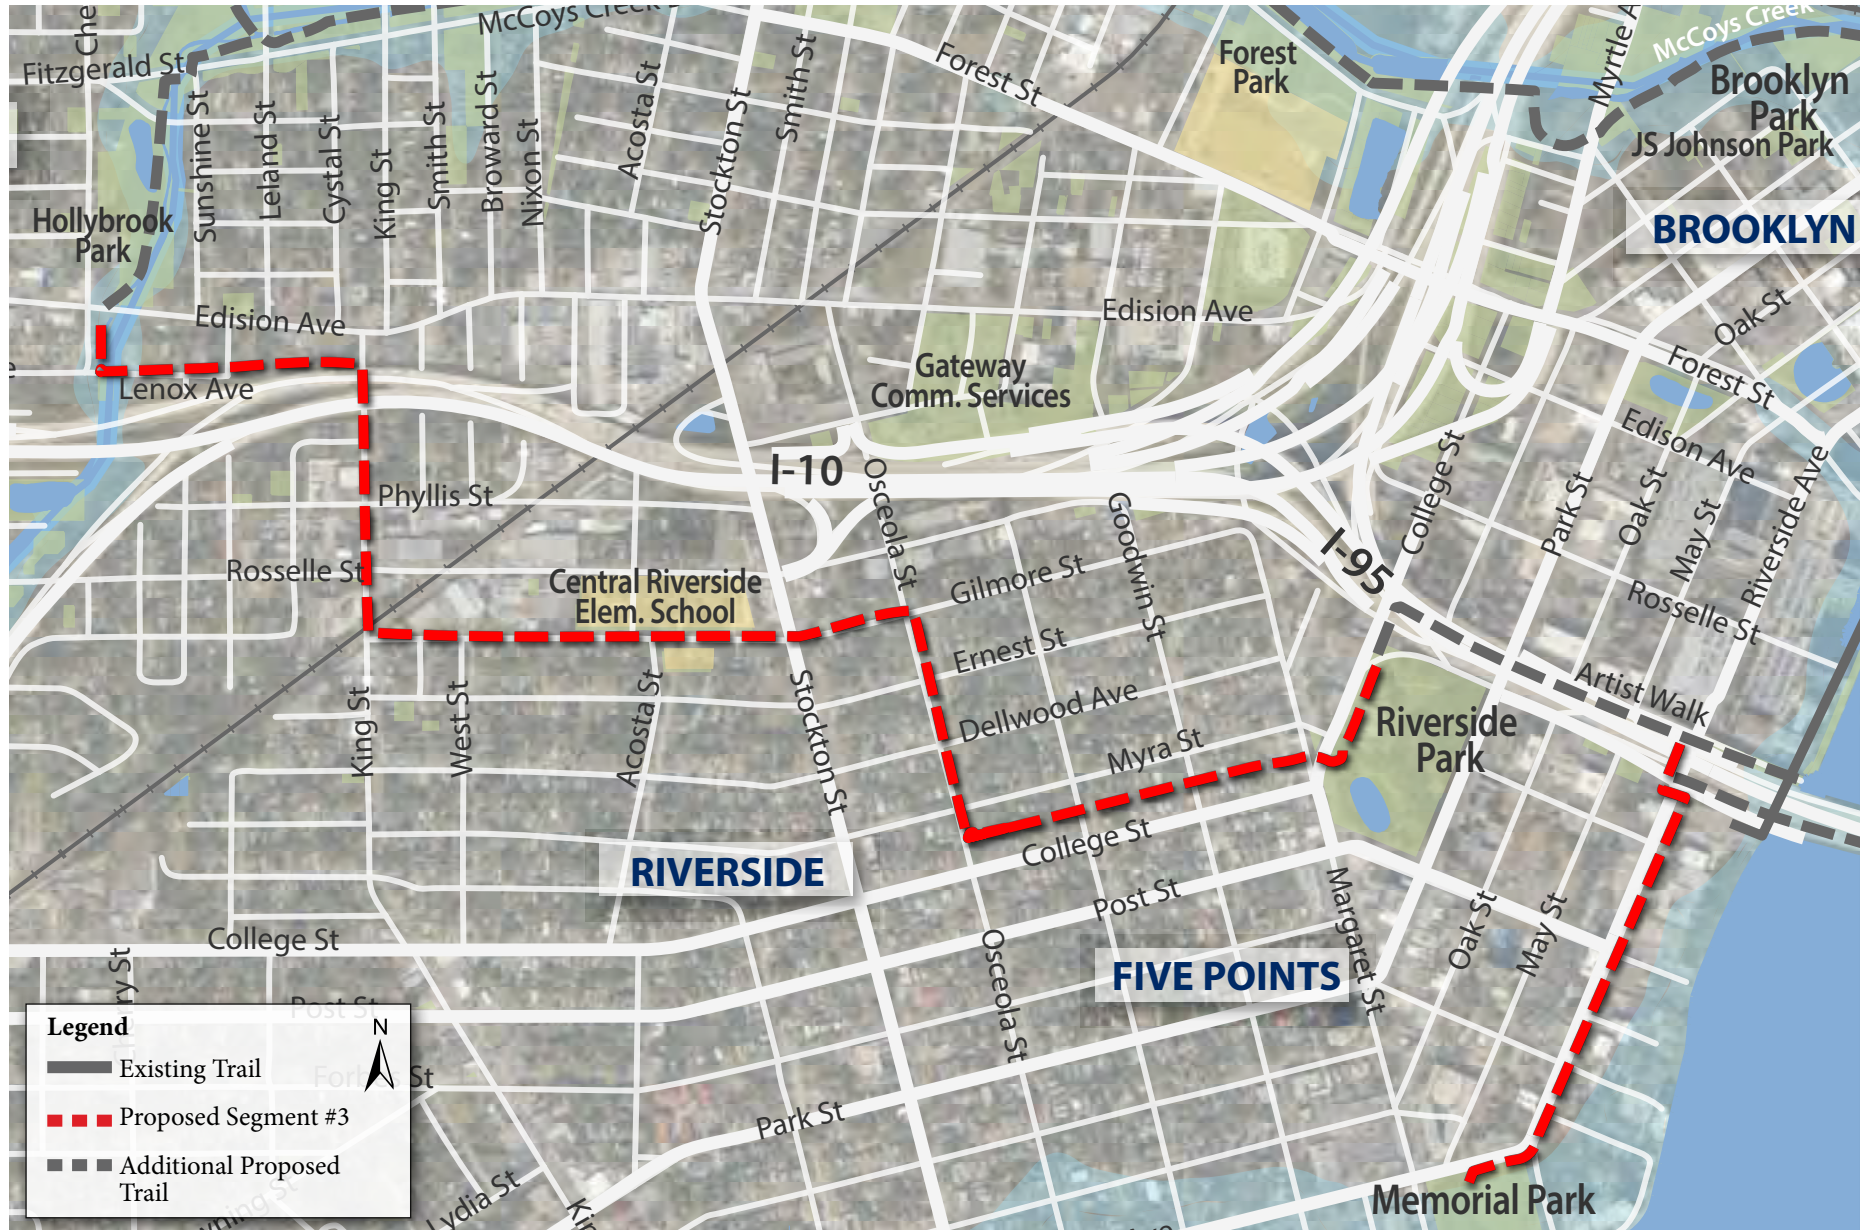 McCoys Creek
Che
Fitzgerald St
Forest St
Forest
Park
Myrtle A
McCoys Creek
Brooklyn
Park
JS Johnson Park
BROOKLYN
Hollybrook
Park
Sunshine St
Leland St
Cystal St
King St
Smith St
Broward St
Nixon St
Acosta St
Stockton St
Smith St
Edision Ave
Edision Ave
Oak St
Forest St
Lenox Ave
Gateway
Comm. Services
Edison Ave
I-10
Osceola St
Goodwin St
College St
Park St
Oak St
May St
Riverside Ave
Phyllis St
I-95
Rosselle St
Central Riverside
Elem. School
Gilmore St
Rosselle St
Ernest St
Artist Walk
King St
West St
Acosta St
Stockton St
Dellwood Ave
Myra St
Riverside
Park
RIVERSIDE
College St
Post St
Margaret St
Oak St
May St
College St
FIVE POINTS
Osceola St
Cherry St
Post St
Forbes St
Park St
Lydia St
Kin
wning St
Memorial Park
ve
e
Legend
N
Existing Trail
Proposed Segment #3
Additional Proposed
Trail